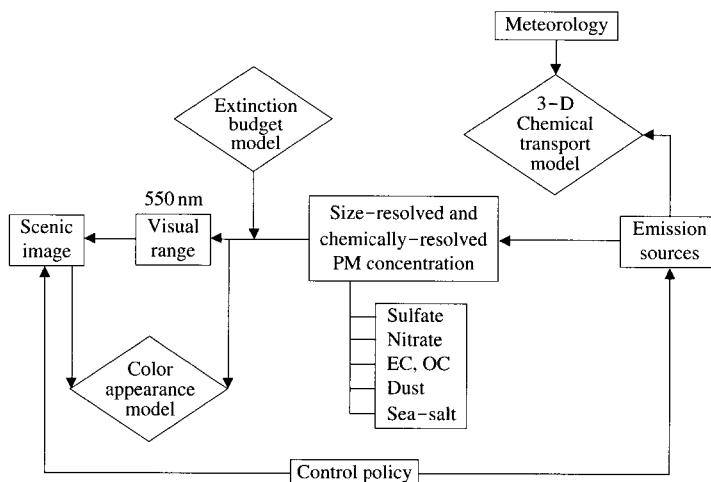 Meteorology
3-D
Chemical
transport
model
Extinction
budget
model
550 nm
Scenic
image
Visual
range
Size-resolved and
chemically-resolved
PM concentration
Emission
sources
Sulfate
Nitrate
EC, OC
Dust
Sea-salt
Color
appearance
model
Control policy